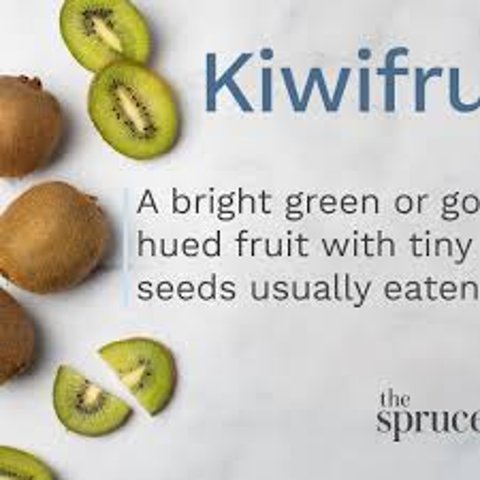 Kiwifru
A bright green or go
hued fruit with tiny
seeds usually eaten
the
spruce